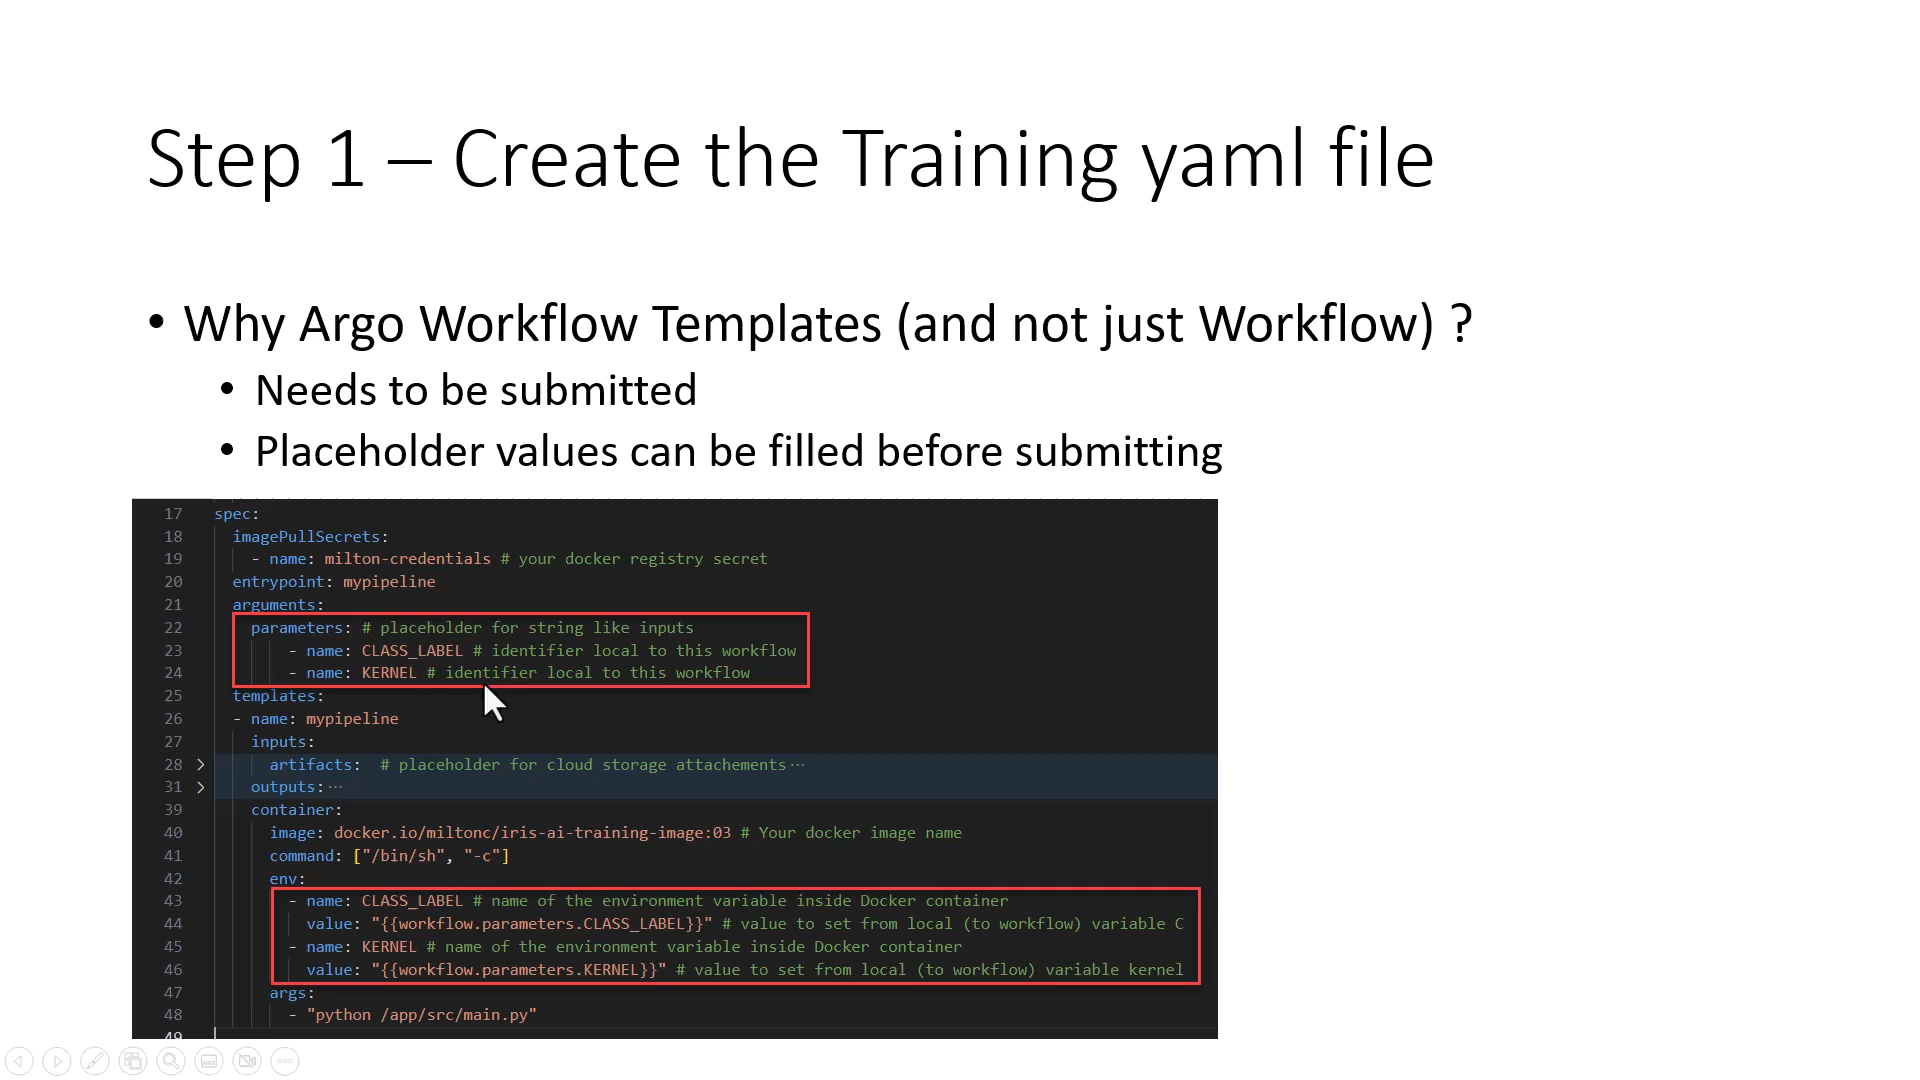 Step 1 – Create the Training yaml file
• Why Argo Workflow Templates (and not just Workflow) ?
• Needs to be submitted
• Placeholder values can be filled before submitting
17 spec:
18 imagePullSecrets:
19 - name: milton-credentials # your docker registry secret
20 entrypoint: mypipeline
21 arguments:
22 parameters: # placeholder for string like inputs
23 - name: CLASS_LABEL # identifier local to this workflow
24 - name: KERNEL # identifier local to this workflow
25 templates:
26 - name: mypipeline
27 inputs:
28 artifacts: # placeholder for cloud storage attachements···
31 outputs:···
39 container:
40 image: docker.io/miltonc/iris-ai-training-image:03 # Your docker image name
41 command: ["/bin/sh", "-c"]
42 env:
43 - name: CLASS_LABEL # name of the environment variable inside Docker container
44 value: "{{workflow.parameters.CLASS_LABEL}}" # value to set from local (to workflow) variable C
45 - name: KERNEL # name of the environment variable inside Docker container
46 value: "{{workflow.parameters.KERNEL}}" # value to set from local (to workflow) variable kernel
47 args:
48 - "python /app/src/main.py"
49